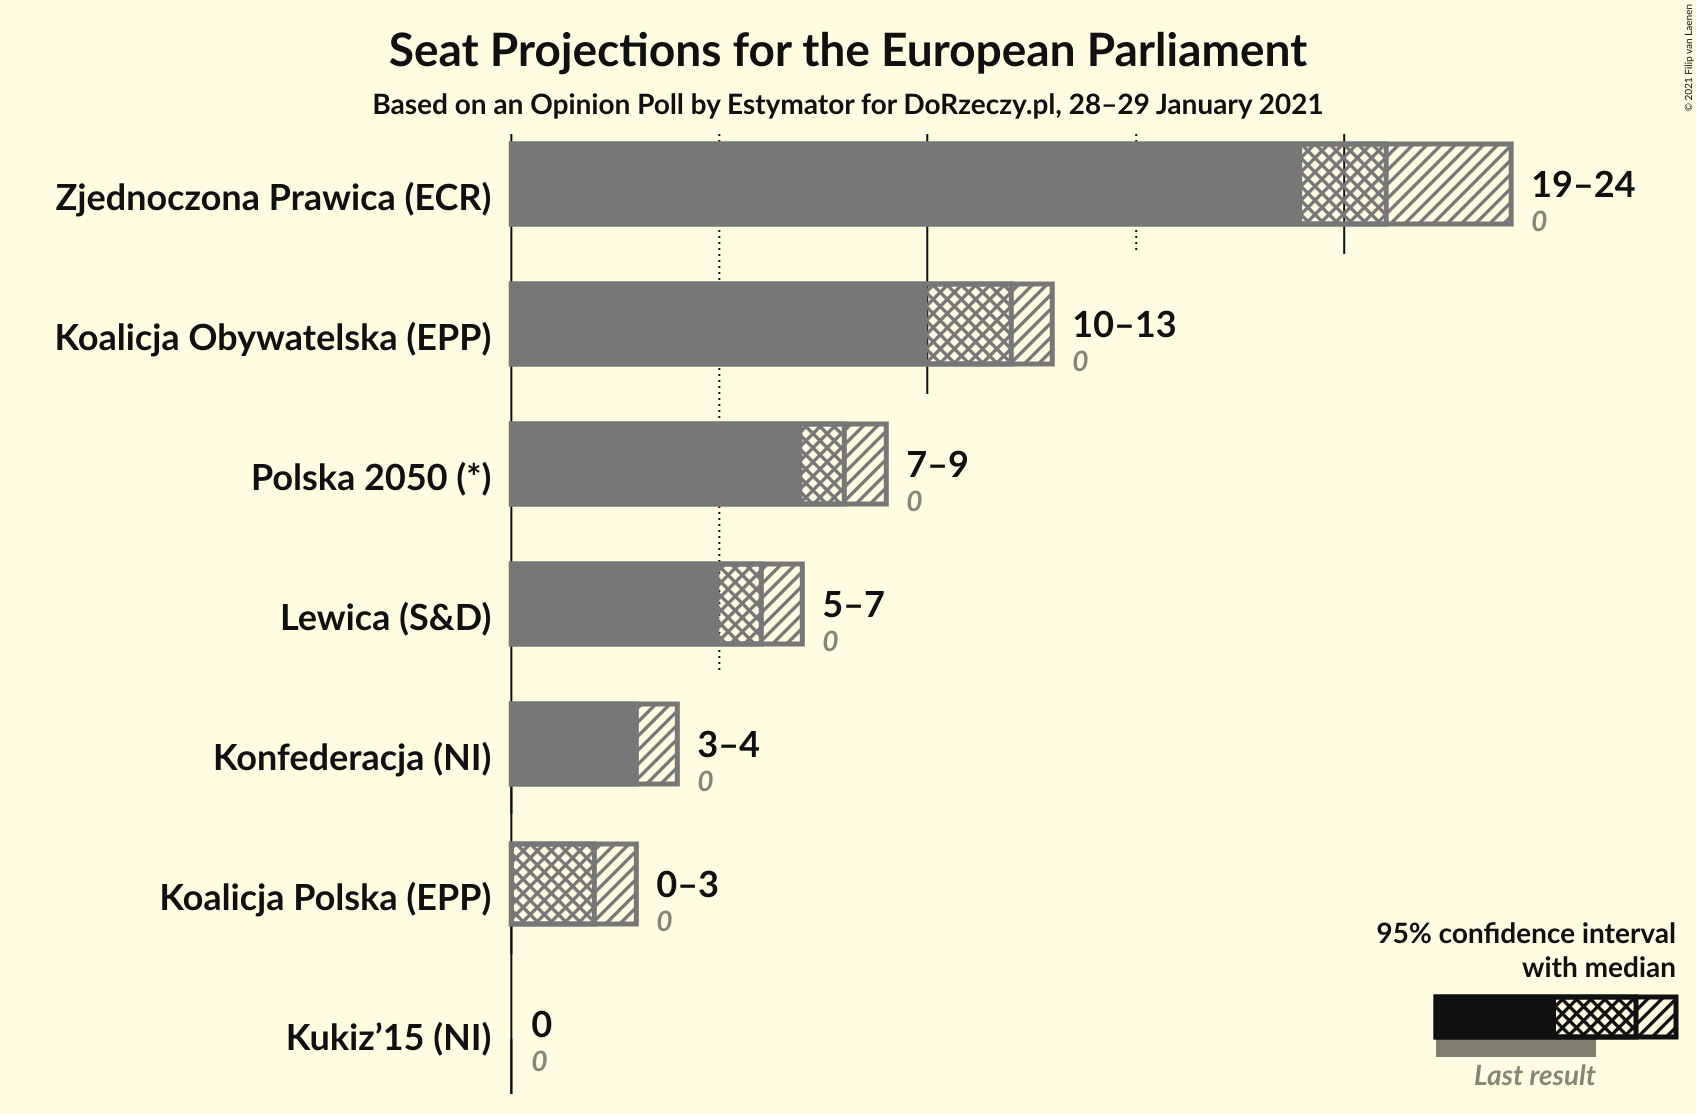 Seat Projections for the European Parliament
Based on an Opinion Poll by Estymator for DoRzeczy.pl, 28–29 January 2021
© 2021 Filip van Laenen
Zjednoczona Prawica (ECR)
19–24
0
Koalicja Obywatelska (EPP)
10–13
0
Polska 2050 (*)
7–9
0
Lewica (S&D)
5–7
0
Konfederacja (NI)
3–4
0
Koalicja Polska (EPP)
0–3
0
Kukiz’15 (NI)
0
0
95% confidence interval
with median
Last result